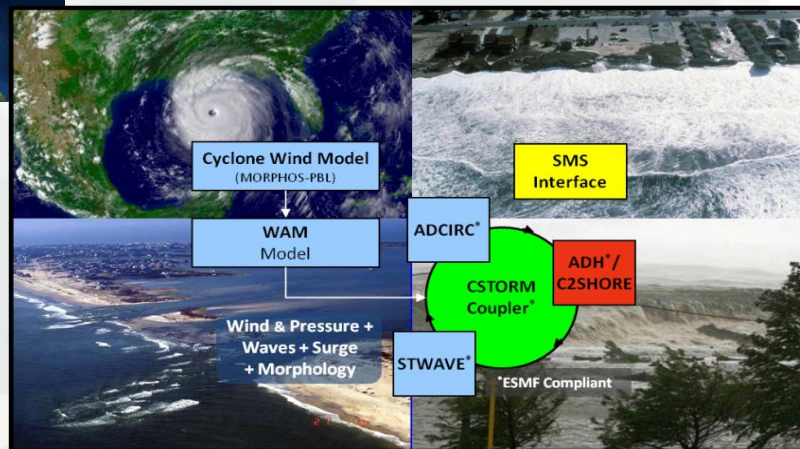 Cyclone Wind Model
(MORPHOS-PBL)
SMS
Interface
WAM
Model
ADCIRC*
CSTORM
Coupler*
ADH*/
C2SHORE
Wind & Pressure +
Waves + Surge
+ Morphology
STWAVE*
*ESMF Compliant